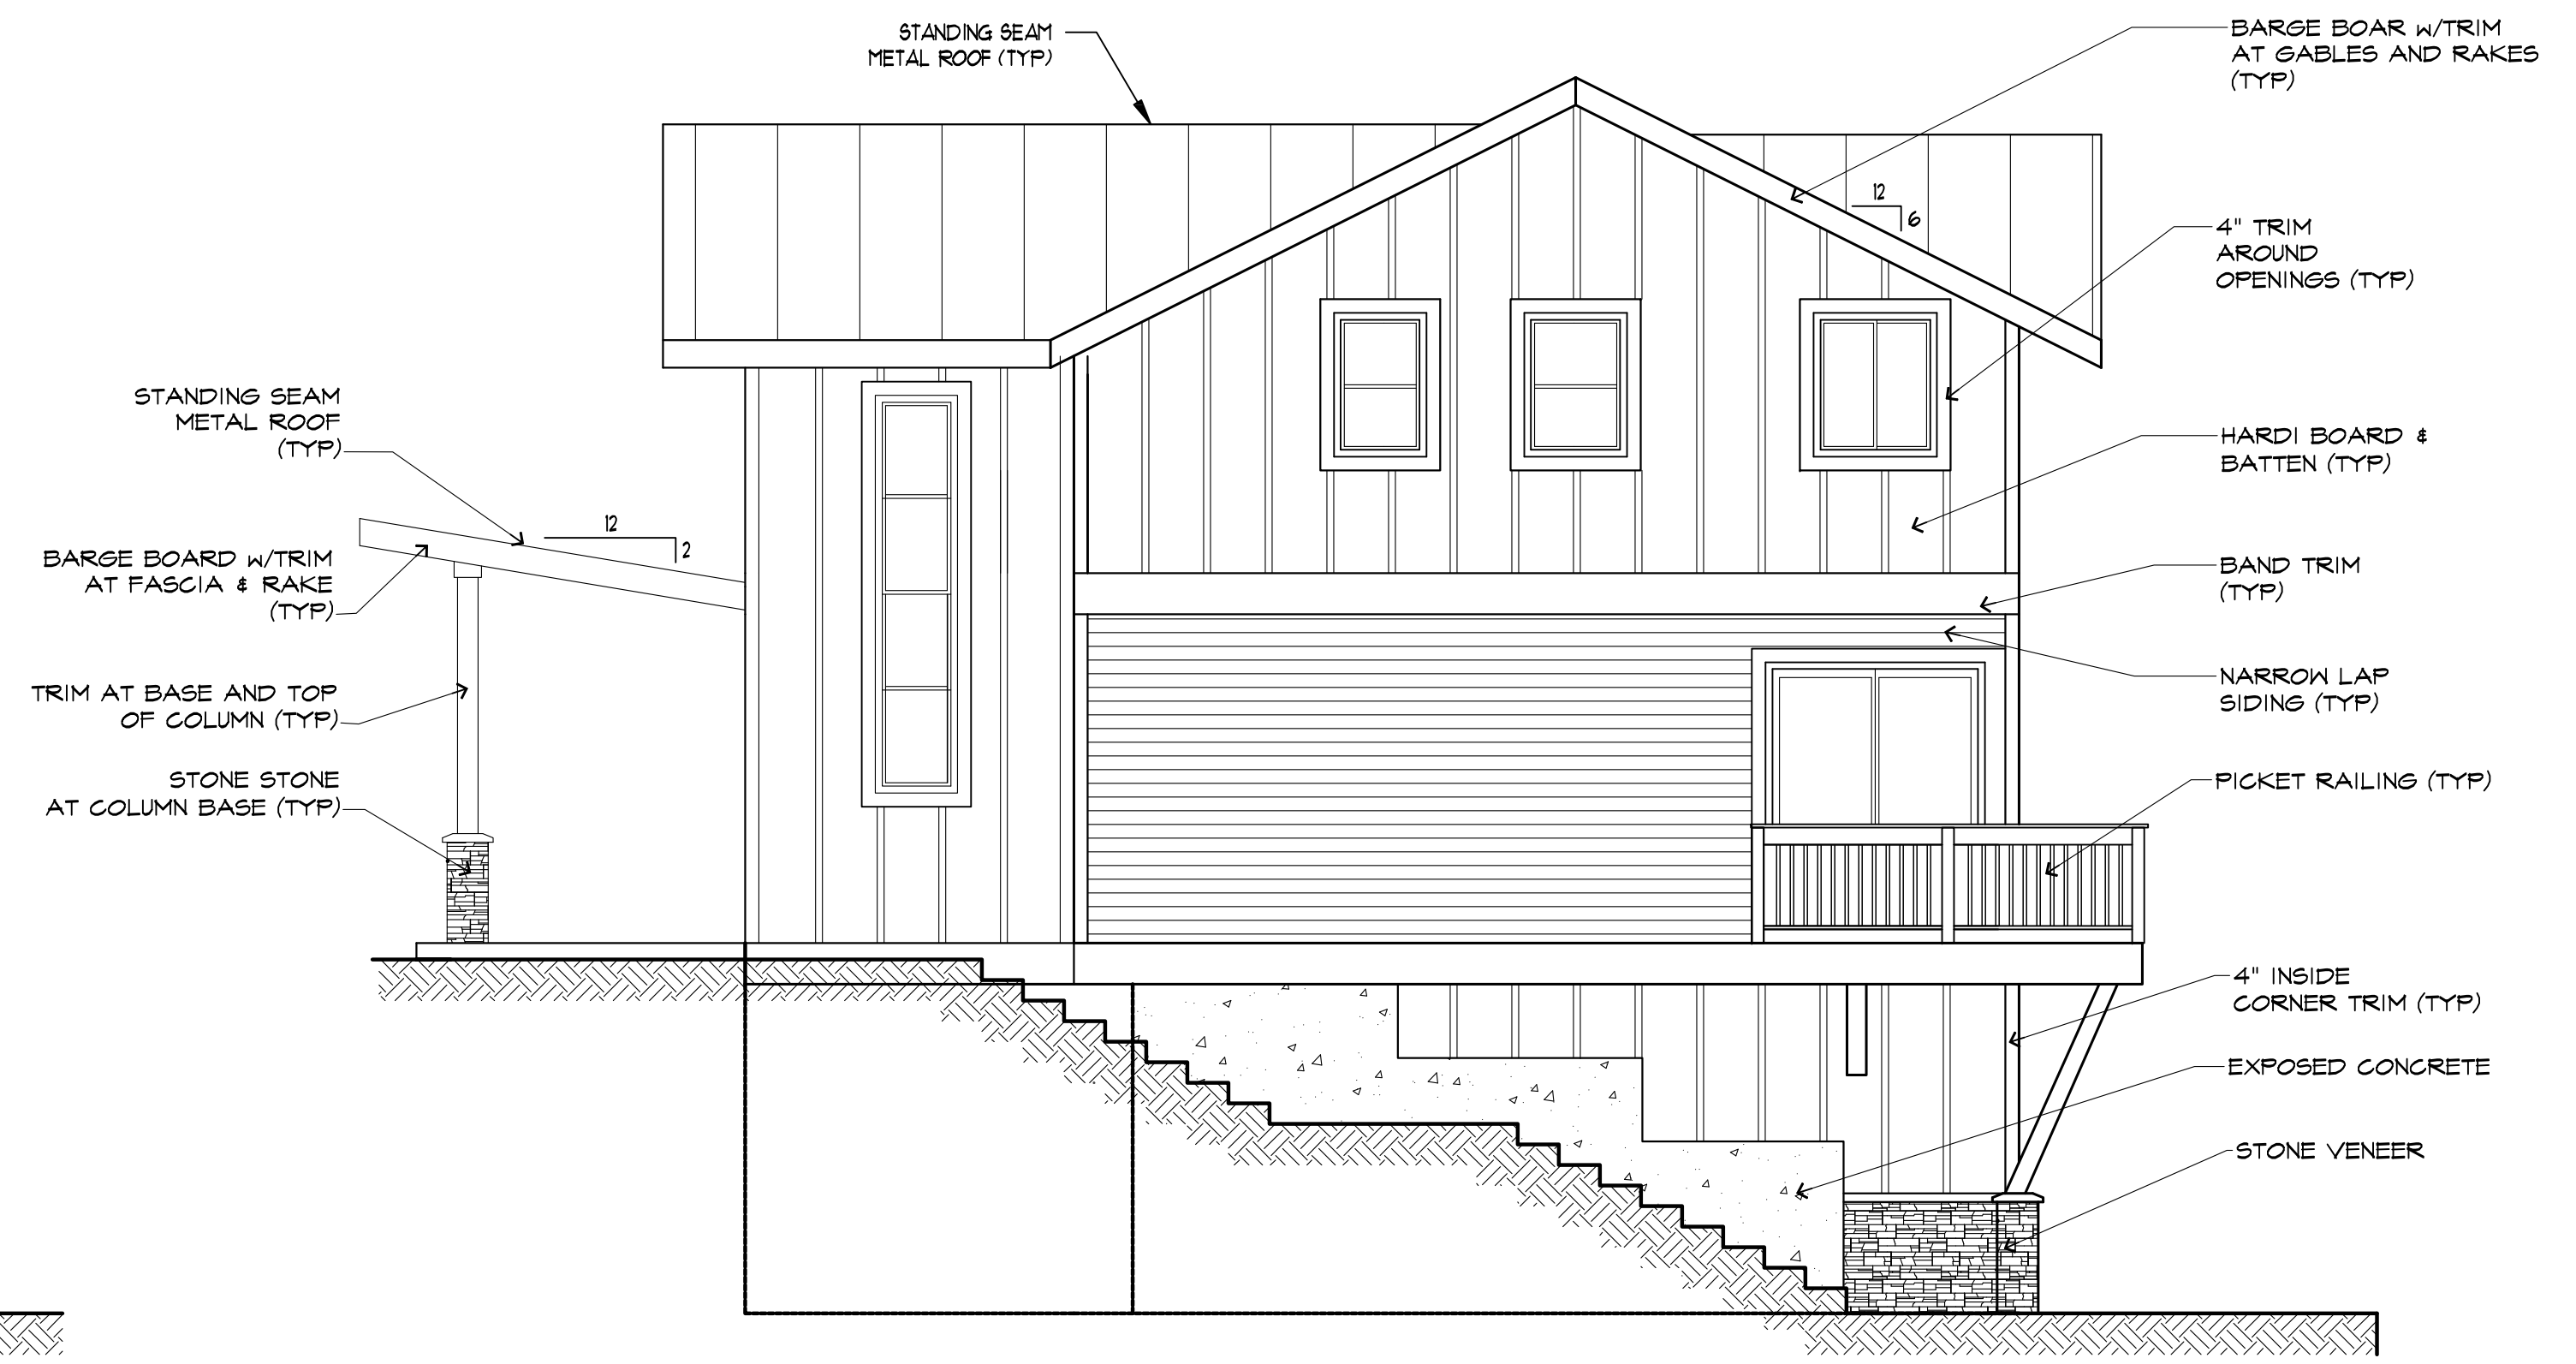 STANDING SEAM
METAL ROOF (TYP)
BARGE BOAR w/TRIM
AT GABLES AND RAKES
(TYP)
12
6
4" TRIM
AROUND
OPENINGS (TYP)
STANDING SEAM
METAL ROOF
(TYP)
HARDI BOARD &
BATTEN (TYP)
12
2
BARGE BOARD w/TRIM
AT FASCIA & RAKE
(TYP)
BAND TRIM
(TYP)
TRIM AT BASE AND TOP
OF COLUMN (TYP)
NARROW LAP
SIDING (TYP)
STONE STONE
AT COLUMN BASE (TYP)
PICKET RAILING (TYP)
4" INSIDE
CORNER TRIM (TYP)
EXPOSED CONCRETE
STONE VENEER